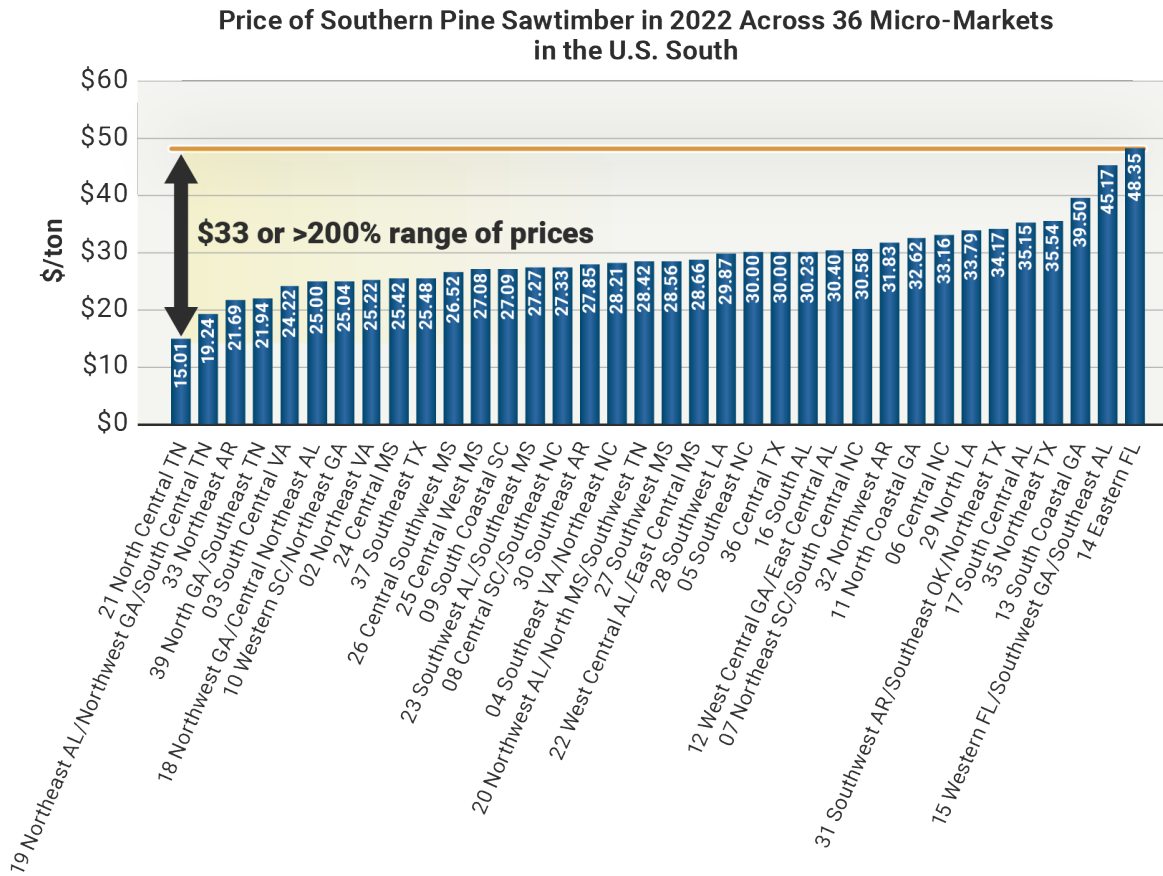 Price of Southern Pine Sawtimber in 2022 Across 36 Micro-Markets
in the U.S. South
$/ton
$60
$50
$40
$30
$20
$10
$0
$33 or >200% range of prices
15.01
19.24
21.69
21.94
24.22
25.00
25.04
25.22
25.42
25.48
26.52
27.08
27.09
27.27
27.33
27.85
28.21
28.42
28.56
28.66
29.87
30.00
30.00
30.23
30.40
30.58
31.83
32.62
33.16
33.79
34.17
35.15
35.54
39.50
45.17
48.35
21 North Central TN
19 Northeast AL/Northwest GA/South Central TN
33 Northeast AR
39 North GA/Southeast TN
03 South Central VA
18 Northwest GA/Central Northeast AL
10 Western SC/Northeast GA
02 Northeast VA
24 Central MS
37 Southeast TX
26 Central Southwest MS
25 Central West MS
09 South Coastal SC
23 Southwest AL/Southeast MS
08 Central SC/Southeast NC
30 Southeast AR
04 Southeast VA/Northeast NC
20 Northwest AL/North MS/Southwest TN
27 Southwest MS
22 West Central AL/East Central MS
28 Southwest LA
05 Southeast NC
36 Central TX
16 South AL
12 West Central GA/East Central AL
07 Northeast SC/South Central NC
32 Northwest AR
11 North Coastal GA
06 Central NC
29 North LA
31 Southwest AR/Southeast OK/Northeast TX
17 South Central AL
35 Northeast TX
13 South Coastal GA
15 Western FL/Southwest GA/Southeast AL
14 Eastern FL